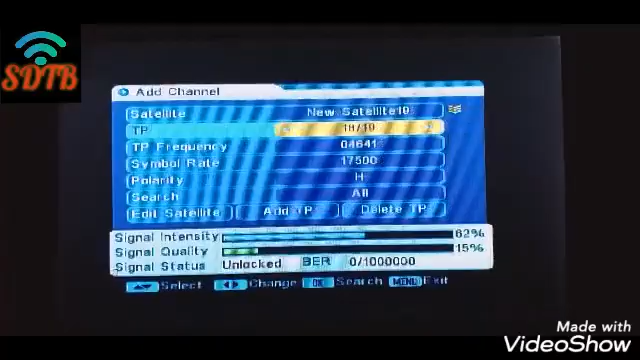 SDTB
Add Channel
Satellite New Satellite10
TP 10/10
TP Frequency 04641
Symbol Rate 17500
Polarity H
Search All
Edit Satellite Add TP Delete TP
Signal Intensity 62%
Signal Quality 15%
Signal Status Unlocked BER 0/1000000
Select Change OK Search MENU Exit
Made with
VideoShow